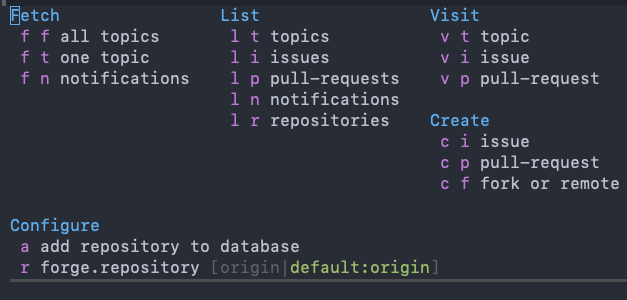 Fetch List Visit
f f all topics l t topics v t topic
f t one topic l i issues v i issue
f n notifications l p pull-requests v p pull-request
l n notifications
l r repositories Create
c i issue
c p pull-request
c f fork or remote
Configure
a add repository to database
r forge.repository [origin|default:origin]